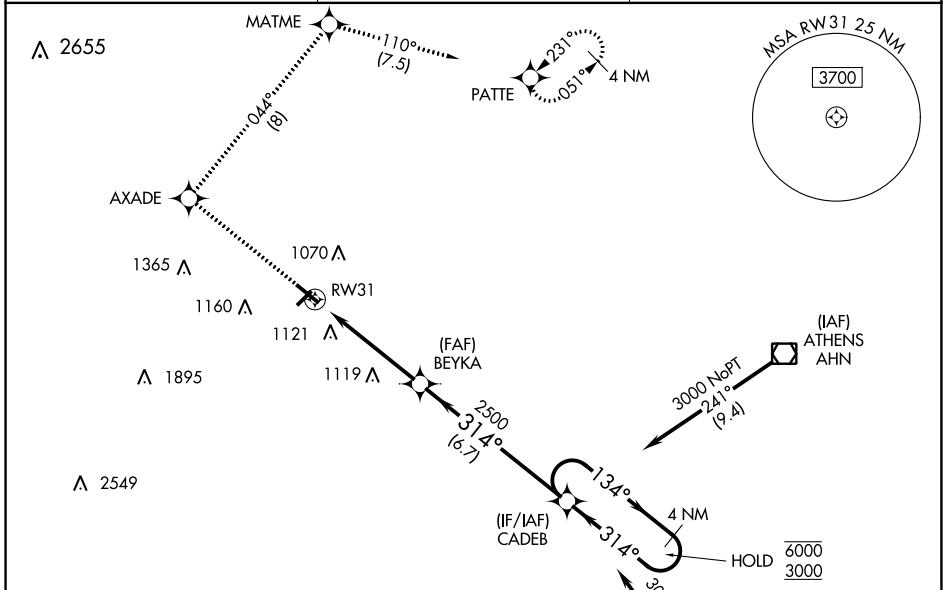 MATME
2655
110°
(7.5)
231°
051°
4 NM
PATTE
MSA RW31 25 NM
3700
044°
(8)
AXADE
1070
1365
RW31
1160
1121
(FAF)
BEYKA
1119
1895
(IAF)
ATHENS
AHN
3000 NoPT
241°
(9.4)
2500
314°
(6.7)
2549
134°
4 NM
(IF/IAF)
CADEB
314°
HOLD
6000
3000